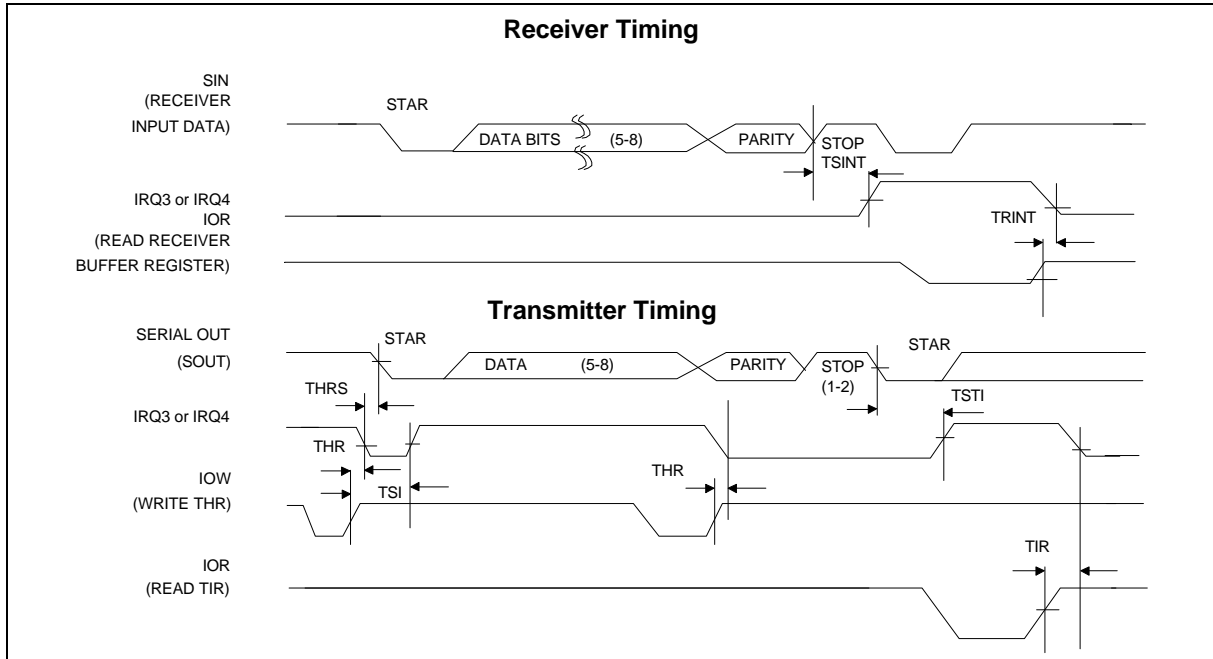 Receiver Timing
SIN
(RECEIVER
INPUT DATA)
STAR
DATA BITS (5-8)
PARITY
STOP
TSINT
IRQ3 or IRQ4
IOR
(READ RECEIVER
BUFFER REGISTER)
TRINT
Transmitter Timing
SERIAL OUT
(SOUT)
STAR
DATA (5-8)
PARITY
STOP
(1-2)
STAR
THRS
TSTI
IRQ3 or IRQ4
THR
THR
IOW
(WRITE THR)
TSI
TIR
IOR
(READ TIR)